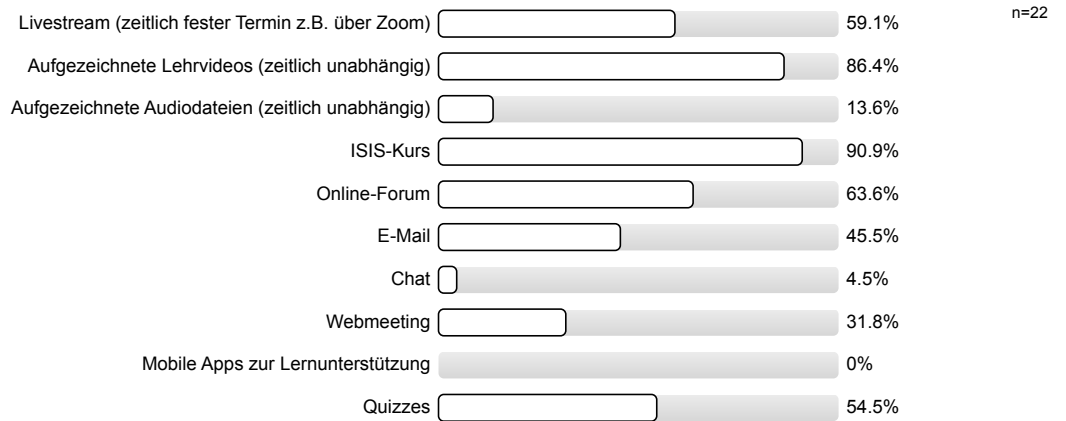 Livestream (zeitlich fester Termin z.B. über Zoom) 59.1% n=22
Aufgezeichnete Lehrvideos (zeitlich unabhängig) 86.4%
Aufgezeichnete Audiodateien (zeitlich unabhängig) 13.6%
ISIS-Kurs 90.9%
Online-Forum 63.6%
E-Mail 45.5%
Chat 4.5%
Webmeeting 31.8%
Mobile Apps zur Lernunterstützung 0%
Quizzes 54.5%